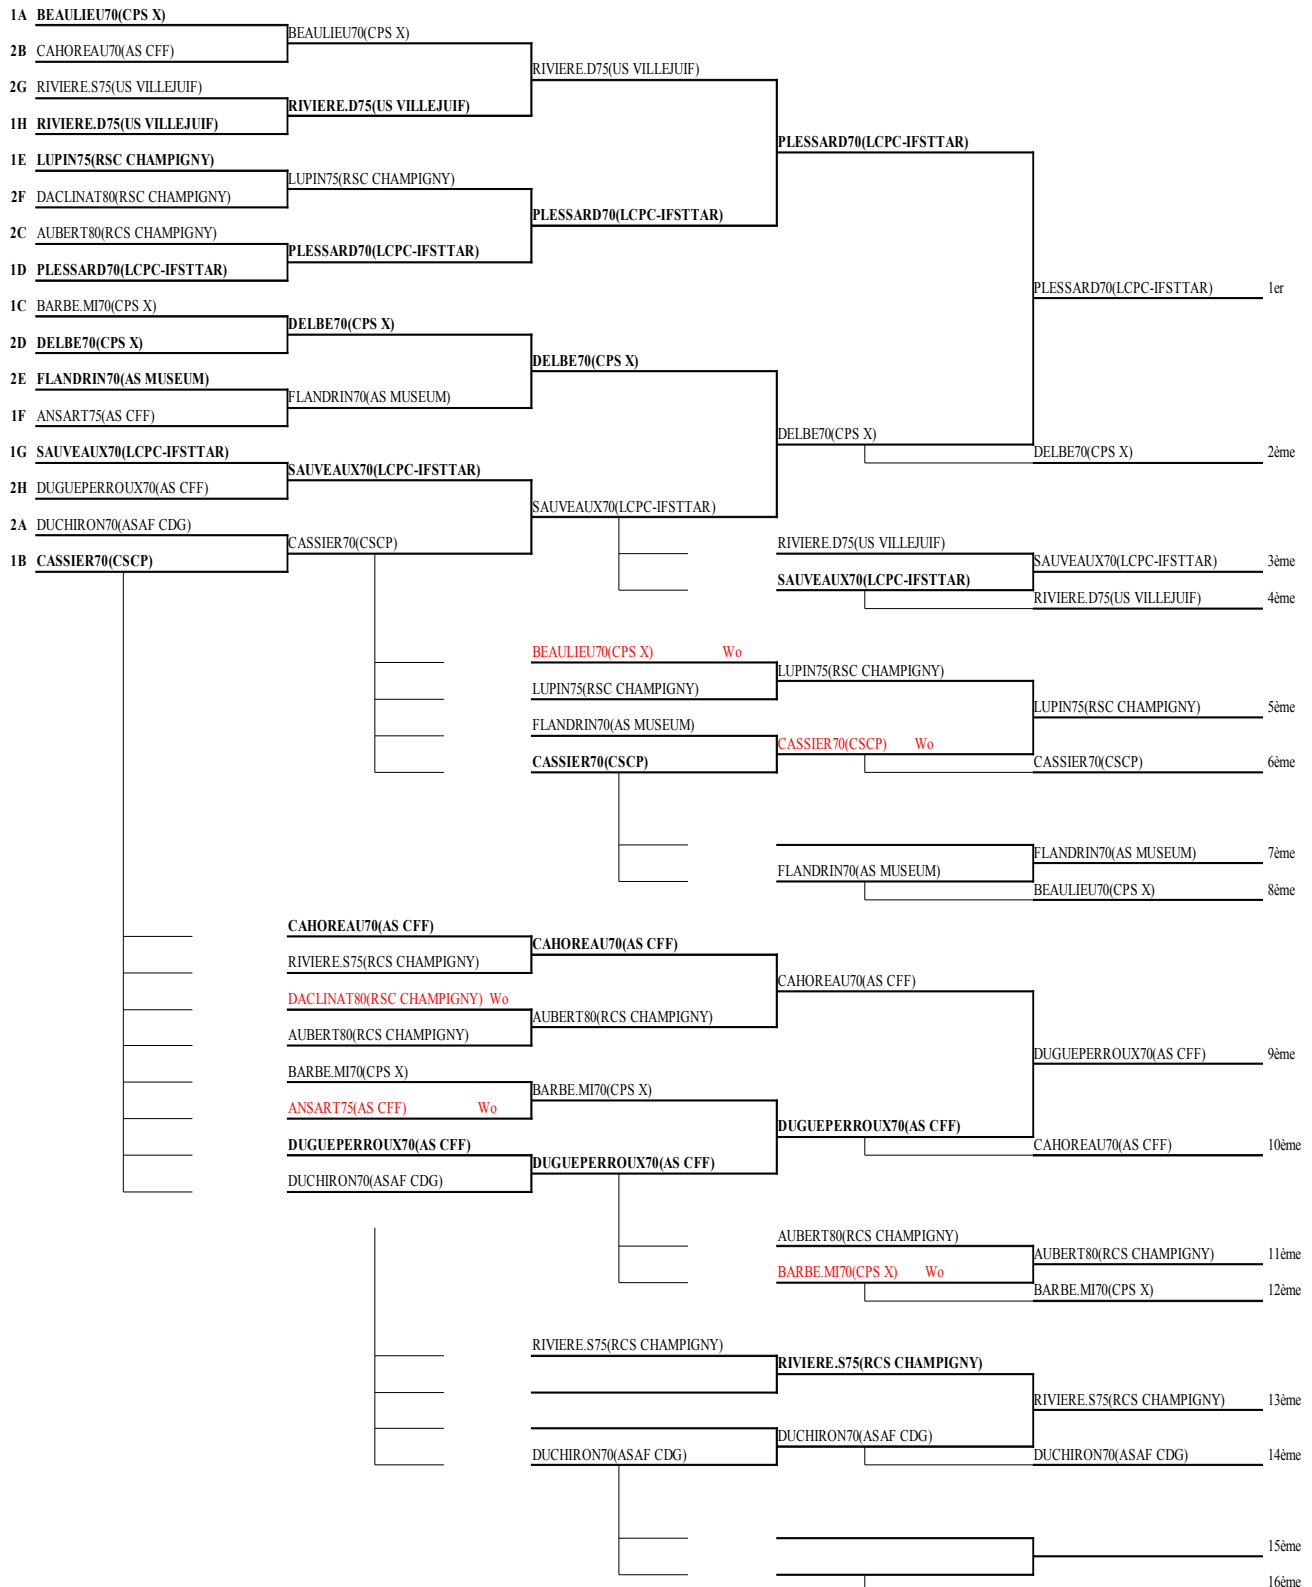 1A BEAULIEU70(CPS X)
BEAULIEU70(CPS X)
2B CAHOREAU70(AS CFF)
RIVIERE.D75(US VILLEJUIF)
2G RIVIERE.S75(US VILLEJUIF)
RIVIERE.D75(US VILLEJUIF)
1H RIVIERE.D75(US VILLEJUIF)
PLESSARD70(LCPC-IFSTTAR)
1E LUPIN75(RSC CHAMPIGNY)
LUPIN75(RSC CHAMPIGNY)
2F DACLINAT80(RSC CHAMPIGNY)
PLESSARD70(LCPC-IFSTTAR)
2C AUBERT80(RCS CHAMPIGNY)
PLESSARD70(LCPC-IFSTTAR)
1D PLESSARD70(LCPC-IFSTTAR)
PLESSARD70(LCPC-IFSTTAR) 1er
1C BARBE.MI70(CPS X)
DELBE70(CPS X)
2D DELBE70(CPS X)
DELBE70(CPS X)
2E FLANDRIN70(AS MUSEUM)
FLANDRIN70(AS MUSEUM)
1F ANSART75(AS CFF)
DELBE70(CPS X)
1G SAUVEAUX70(LCPC-IFSTTAR)
DELBE70(CPS X) 2ème
SAUVEAUX70(LCPC-IFSTTAR)
2H DUGUEPERROUX70(AS CFF)
SAUVEAUX70(LCPC-IFSTTAR)
2A DUCHIRON70(ASAF CDG)
CASSIER70(CSCP)
RIVIERE.D75(US VILLEJUIF)
1B CASSIER70(CSCP)
SAUVEAUX70(LCPC-IFSTTAR) 3ème
SAUVEAUX70(LCPC-IFSTTAR)
RIVIERE.D75(US VILLEJUIF) 4ème
BEAULIEU70(CPS X) Wo
LUPIN75(RSC CHAMPIGNY)
LUPIN75(RSC CHAMPIGNY)
LUPIN75(RSC CHAMPIGNY) 5ème
FLANDRIN70(AS MUSEUM)
CASSIER70(CSCP) Wo
CASSIER70(CSCP)
CASSIER70(CSCP) 6ème
FLANDRIN70(AS MUSEUM) 7ème
FLANDRIN70(AS MUSEUM)
BEAULIEU70(CPS X) 8ème
CAHOREAU70(AS CFF)
CAHOREAU70(AS CFF)
RIVIERE.S75(RCS CHAMPIGNY)
CAHOREAU70(AS CFF)
DACLINAT80(RSC CHAMPIGNY) Wo
AUBERT80(RCS CHAMPIGNY)
AUBERT80(RCS CHAMPIGNY)
DUGUEPERROUX70(AS CFF) 9ème
BARBE.MI70(CPS X)
BARBE.MI70(CPS X)
ANSART75(AS CFF) Wo
DUGUEPERROUX70(AS CFF)
DUGUEPERROUX70(AS CFF)
CAHOREAU70(AS CFF) 10ème
DUGUEPERROUX70(AS CFF)
DUCHIRON70(ASAF CDG)
AUBERT80(RCS CHAMPIGNY)
AUBERT80(RCS CHAMPIGNY) 11ème
BARBE.MI70(CPS X) Wo
BARBE.MI70(CPS X) 12ème
RIVIERE.S75(RCS CHAMPIGNY)
RIVIERE.S75(RCS CHAMPIGNY)
RIVIERE.S75(RCS CHAMPIGNY) 13ème
DUCHIRON70(ASAF CDG)
DUCHIRON70(ASAF CDG)
DUCHIRON70(ASAF CDG) 14ème
15ème
16ème